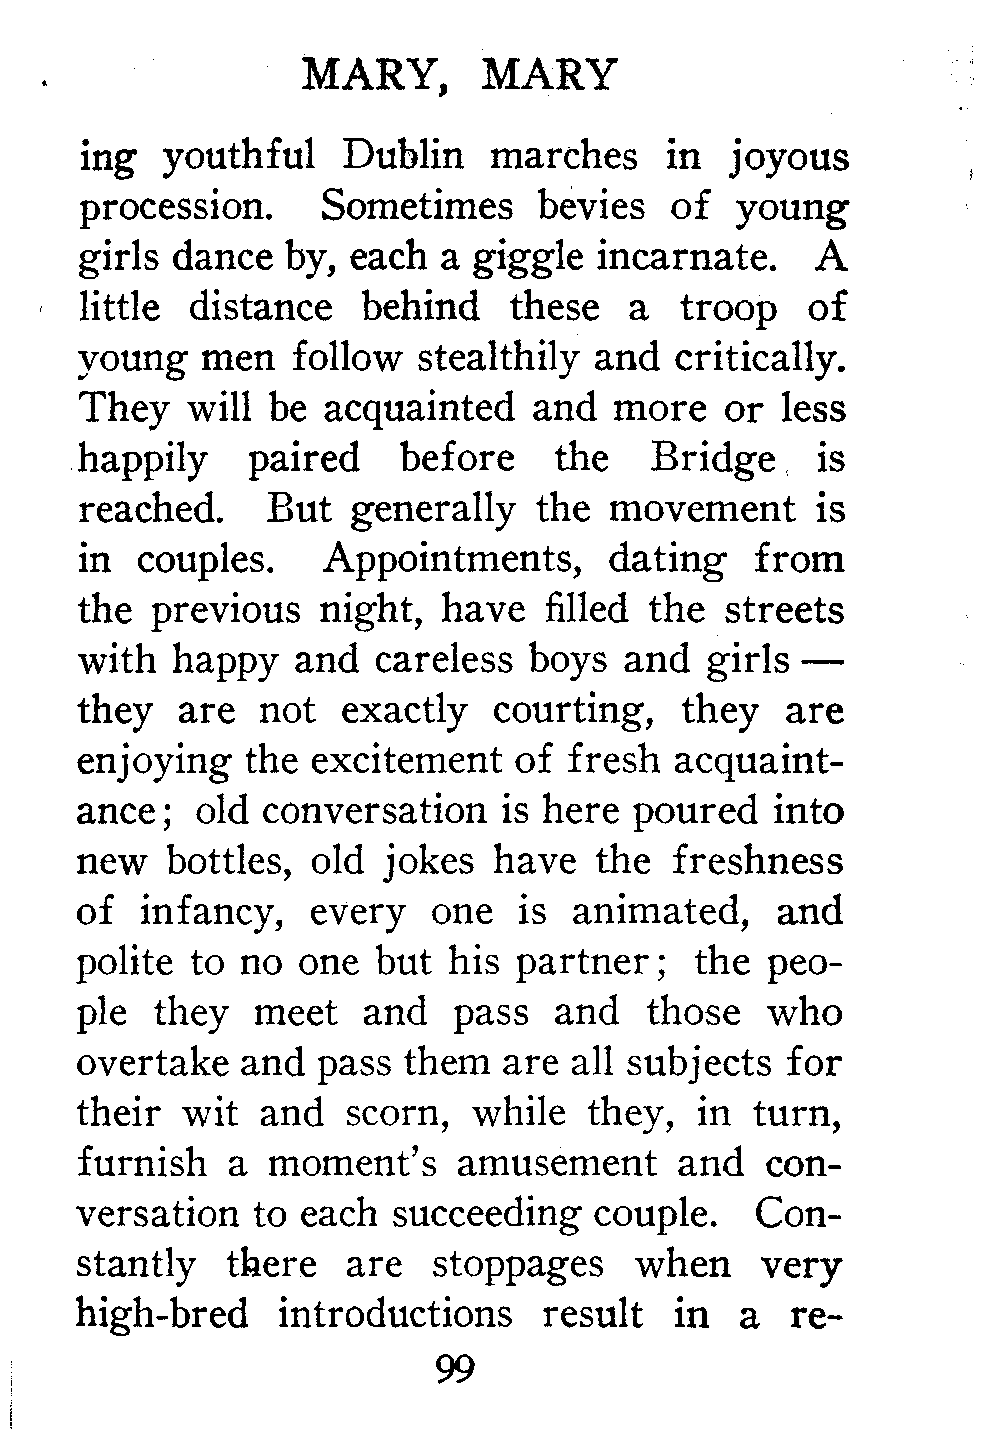 MARY, MARY
ing youthful Dublin marches in joyous
procession. Sometimes bevies of young
girls dance by, each a giggle incarnate. A
little distance behind these a troop of
young men follow stealthily and critically.
They will be acquainted and more or less
happily paired before the Bridge is
reached. But generally the movement is
in couples. Appointments, dating from
the previous night, have filled the streets
with happy and careless boys and girls —
they are not exactly courting, they are
enjoying the excitement of fresh acquaint-
ance; old conversation is here poured into
new bottles, old jokes have the freshness
of infancy, every one is animated, and
polite to no one but his partner; the peo-
ple they meet and pass and those who
overtake and pass them are all subjects for
their wit and scorn, while they, in turn,
furnish a moment's amusement and con-
versation to each succeeding couple. Con-
stantly there are stoppages when very
high-bred introductions result in a re-
99